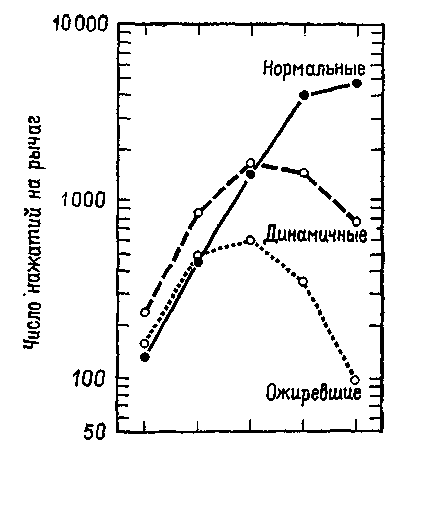 10000
Нормальные
1000
Динамичные
100
Ожиревшие
50
Число нажатий на рычаг